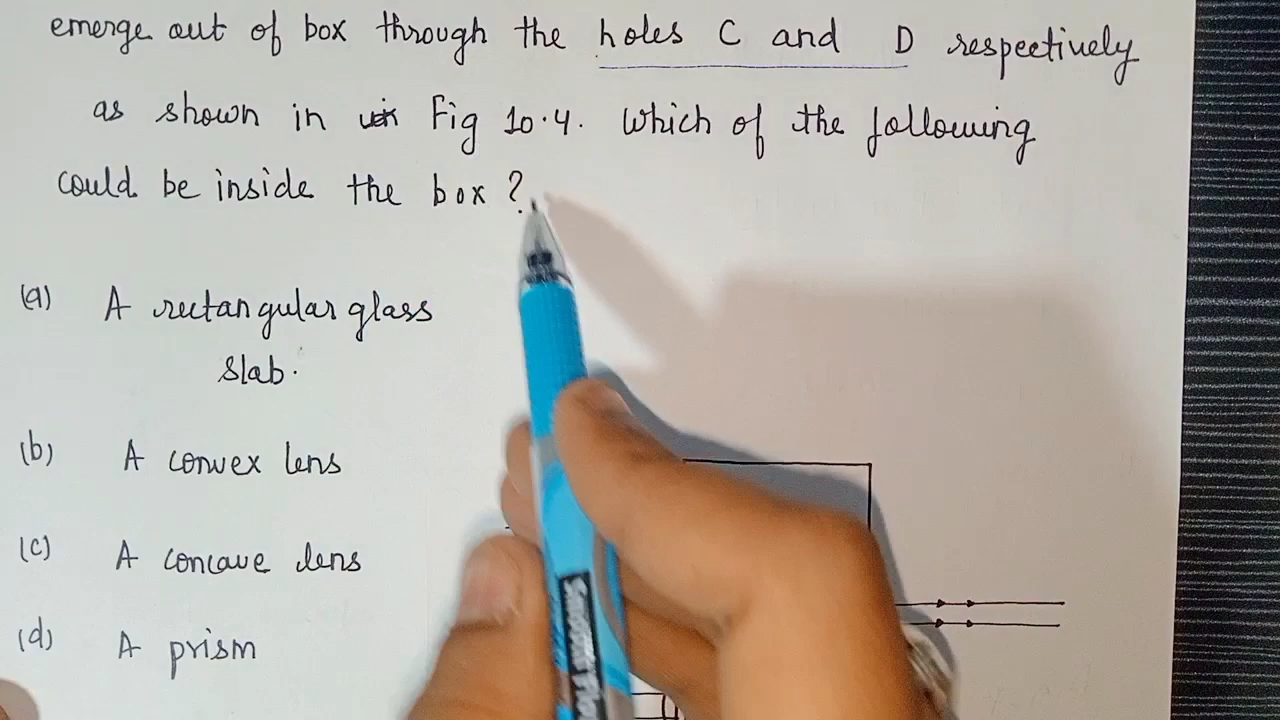 emerge out of box through the holes C and D respectively
as shown in Fig 10.4. Which of the following
could be inside the box?
(a) A rectangular glass
slab.
(b) A convex lens
(c) A concave lens
(d) A prism